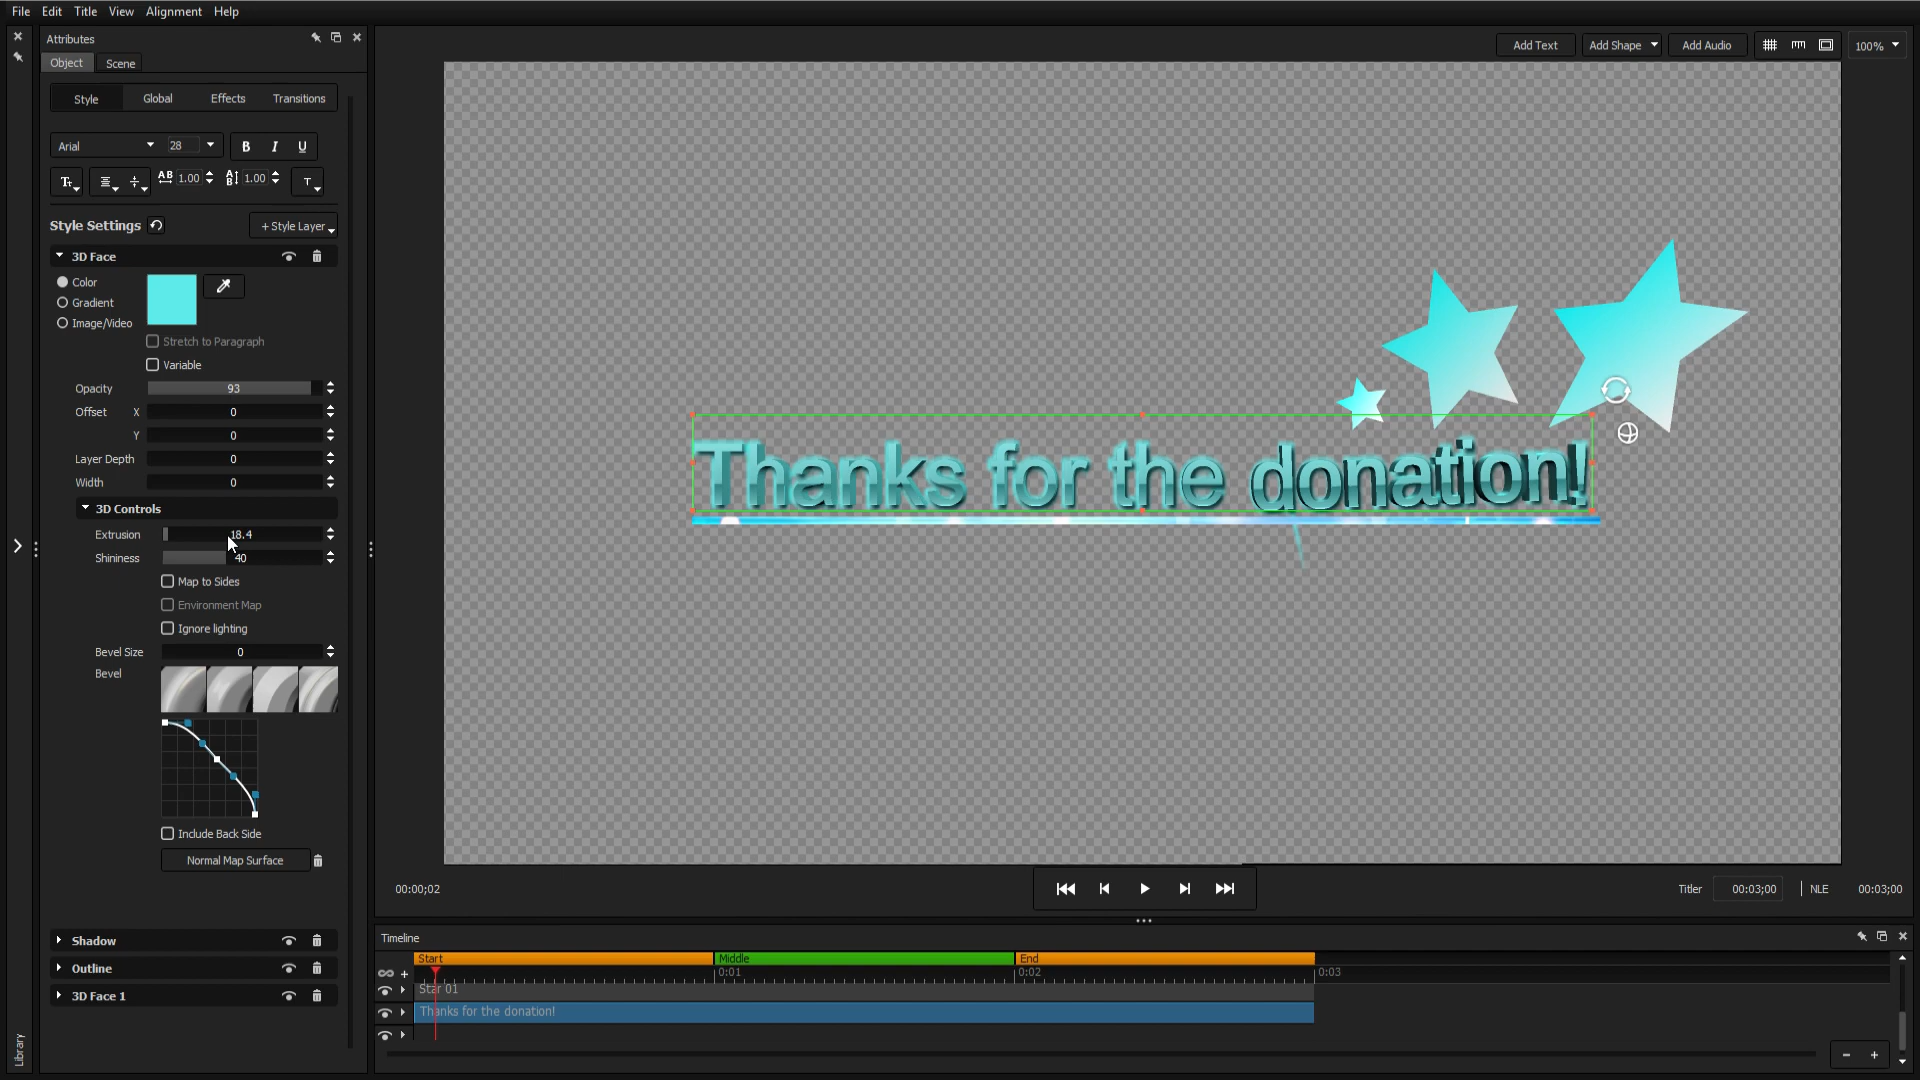 File Edit Title View Alignment Help
Attributes
Object Scene
Add Text Add Shape Add Audio 100%
Style Global Effects Transitions
Arial 28 B I U
AB 1.00 AB 1.00 T
Style Settings + Style Layer
3D Face
Color
Gradient
Image/Video
Stretch to Paragraph
Variable
Opacity 93
Offset X 0
Y 0
Layer Depth 0
Width 0
3D Controls
Extrusion 18.4
Shininess 40
Map to Sides
Environment Map
Ignore lighting
Bevel Size 0
Bevel
Include Back Side
Normal Map Surface
Shadow
Outline
3D Face 1
Library
Thanks for the donation!
00:00;02
Titler 00:03;00 NLE 00:03;00
Timeline
Start Middle End
0:01 0:02 0:03
Star 01
Thanks for the donation!